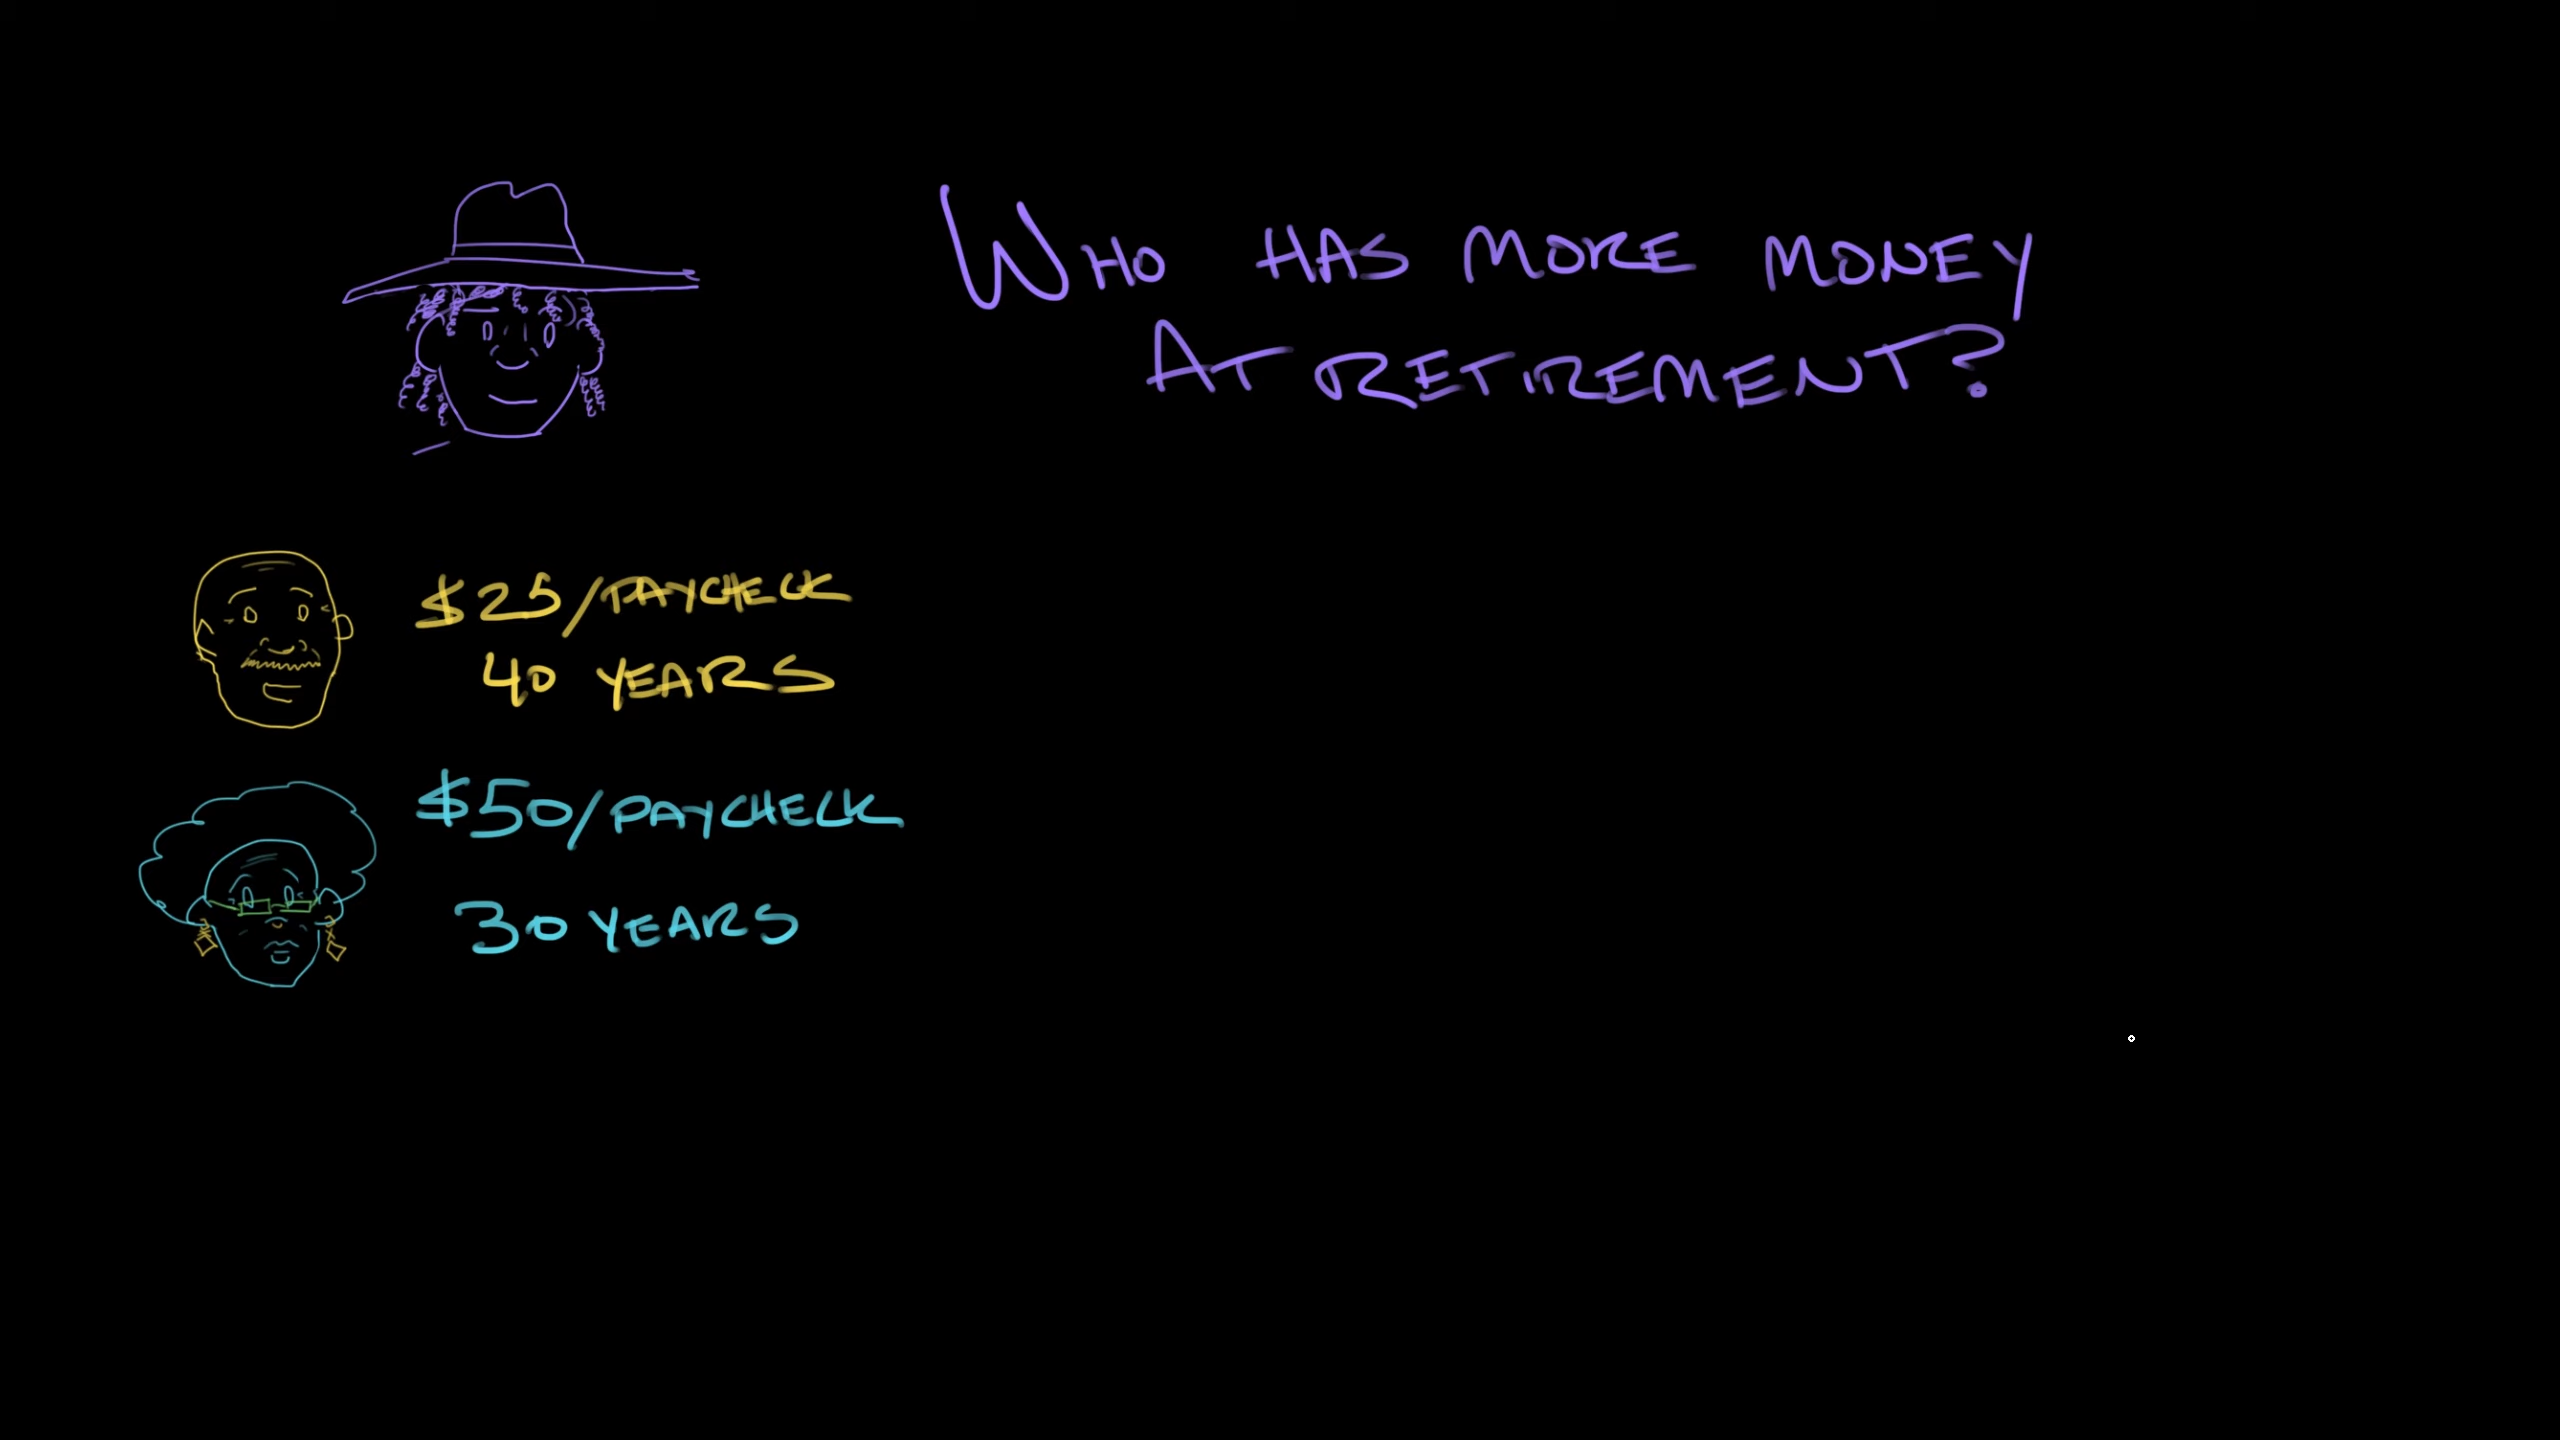 WHO HAS MORE MONEY
AT RETIREMENT?
$25/PAYCHECK
40 YEARS
$50/PAYCHECK
30 YEARS